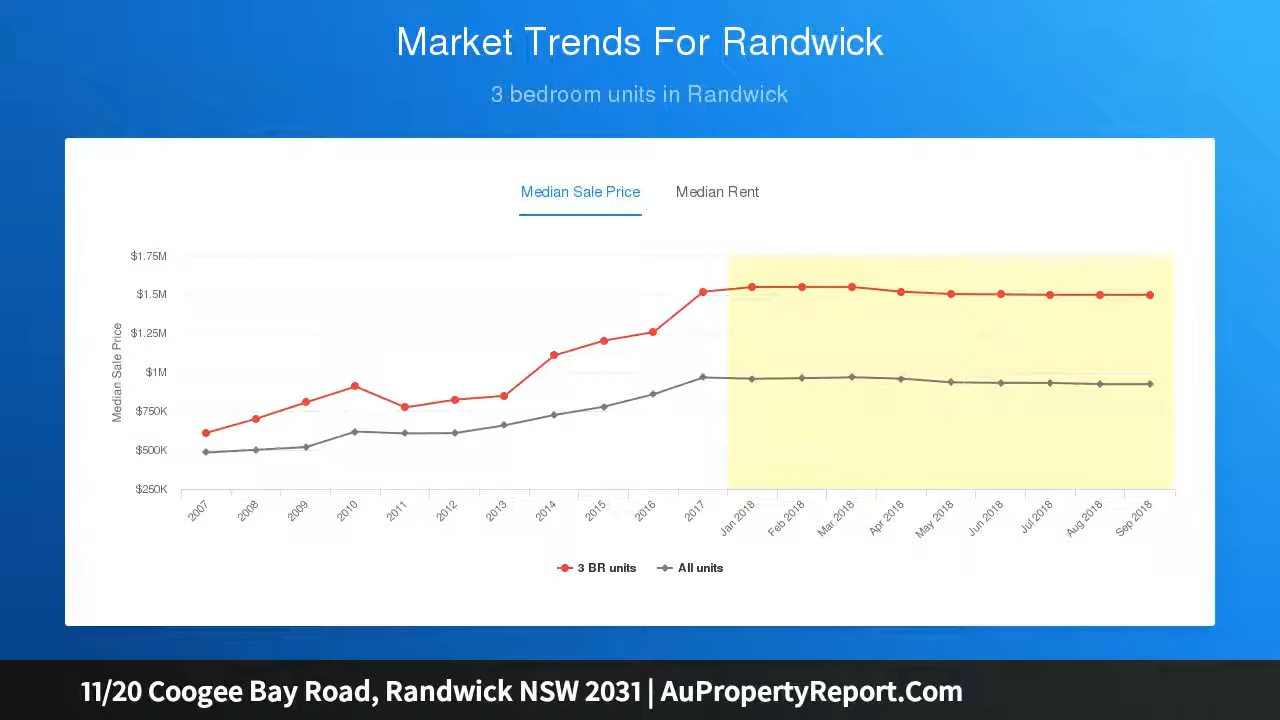 Market Trends For Randwick
3 bedroom units in Randwick
Median Sale Price Median Rent
Median Sale Price
$1.75M
$1.5M
$1.25M
$1M
$750K
$500K
$250K
2007 2008 2009 2010 2011 2012 2013 2014 2015 2016 2017 Jan 2018 Feb 2018 Mar 2018 Apr 2018 May 2018 Jun 2018 Jul 2018 Aug 2018 Sep 2018
3 BR units All units
11/20 Coogee Bay Road, Randwick NSW 2031 | AuPropertyReport.Com